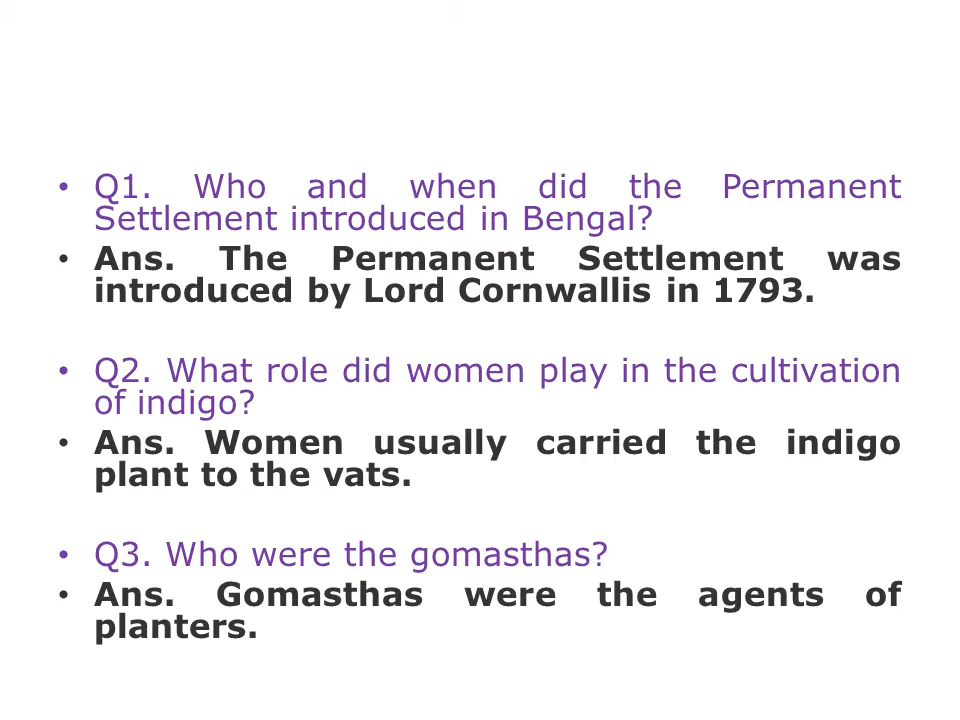 • Q1. Who and when did the Permanent
Settlement introduced in Bengal?
• Ans. The Permanent Settlement was
introduced by Lord Cornwallis in 1793.
• Q2. What role did women play in the cultivation
of indigo?
• Ans. Women usually carried the indigo
plant to the vats.
• Q3. Who were the gomasthas?
• Ans. Gomasthas were the agents of
planters.